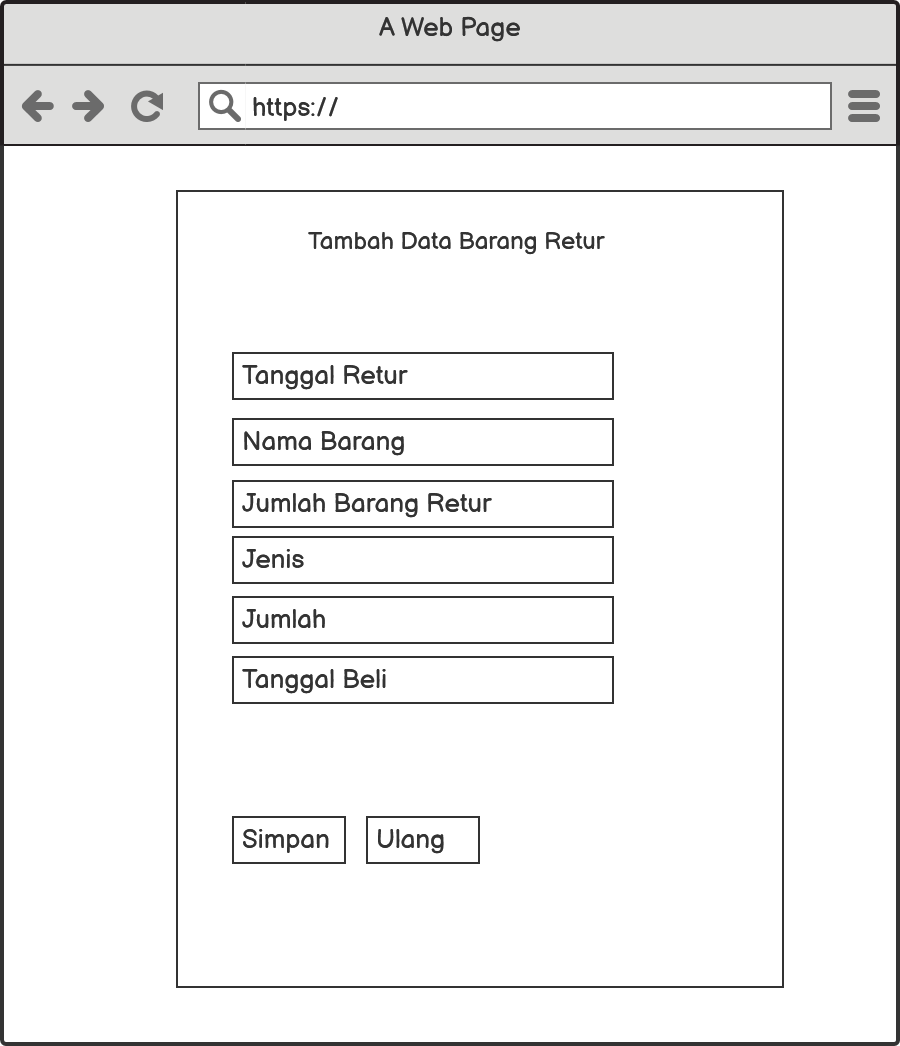 A Web Page
https://
Tambah Data Barang Retur
Tanggal Retur
Nama Barang
Jumlah Barang Retur
Jenis
Jumlah
Tanggal Beli
Simpan Ulang